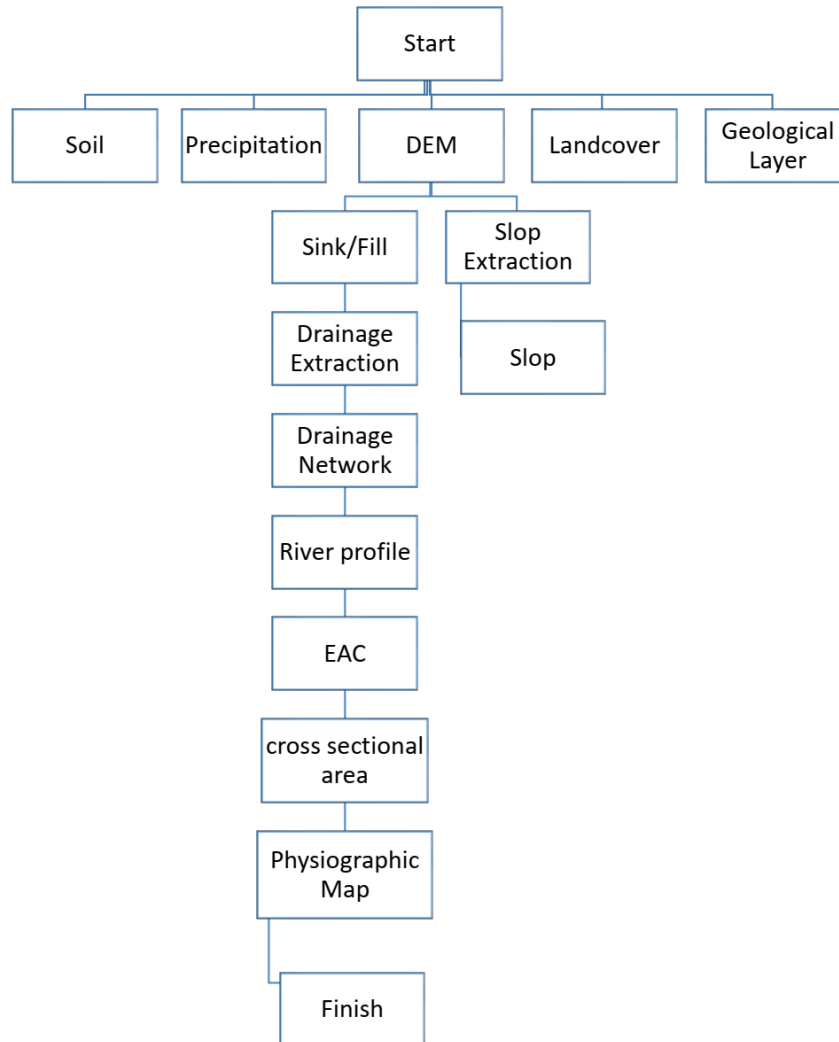 Start
Soil
Precipitation
DEM
Landcover
Geological
Layer
Sink/Fill
Slop
Extraction
Drainage
Extraction
Slop
Drainage
Network
River profile
EAC
cross sectional
area
Physiographic
Map
Finish